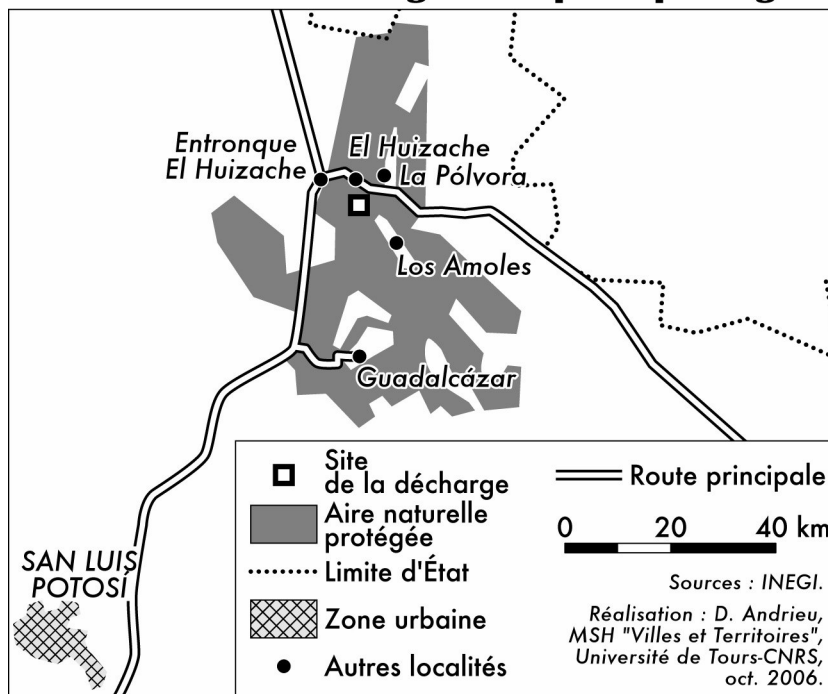 Entronque
El Huizache
El Huizache
La Pólvora
Los Amoles
Guadalcázar
SAN LUIS
POTOSÍ
Site
de la décharge
Aire naturelle
protégée
Limite d'État
Zone urbaine
Autres localités
Route principale
0 20 40 km
Sources : INEGI.
Réalisation : D. Andrieu,
MSH "Villes et Territoires",
Université de Tours-CNRS,
oct. 2006.